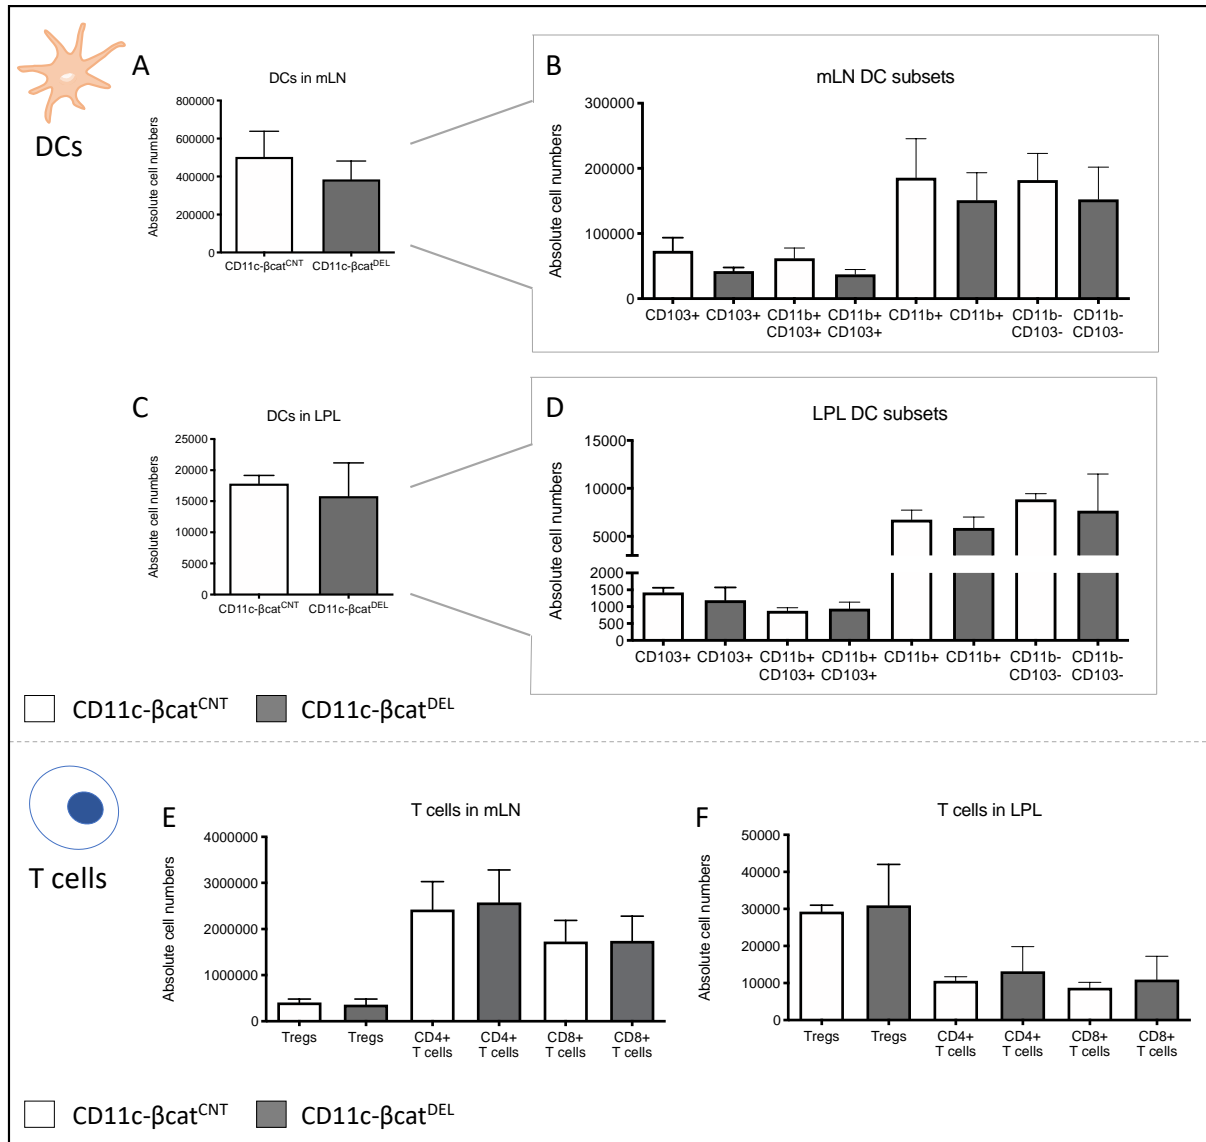 A
DCs in mLN
Absolute cell numbers
800000
600000
400000
200000
0
CD11c-βcatCNT CD11c-βcatDEL
DCs
B
mLN DC subsets
Absolute cell numbers
300000
200000
100000
0
CD103+ CD103+ CD11b+ CD11b+ CD11b+ CD11b+ CD11b- CD11b-
CD103+ CD103+ CD103- CD103-
C
DCs in LPL
Absolute cell numbers
25000
20000
15000
10000
5000
0
CD11c-βcatCNT CD11c-βcatDEL
D
LPL DC subsets
Absolute cell numbers
15000
10000
5000
2000
1500
1000
500
0
CD103+ CD103+ CD11b+ CD11b+ CD11b+ CD11b+ CD11b- CD11b-
CD103+ CD103+ CD103- CD103-
CD11c-βcatCNT CD11c-βcatDEL
T cells
E
T cells in mLN
Absolute cell numbers
4000000
3000000
2000000
1000000
0
Tregs Tregs CD4+ CD4+ CD8+ CD8+
T cells T cells T cells T cells
F
T cells in LPL
Absolute cell numbers
50000
40000
30000
20000
10000
0
Tregs Tregs CD4+ CD4+ CD8+ CD8+
T cells T cells T cells T cells
CD11c-βcatCNT CD11c-βcatDEL